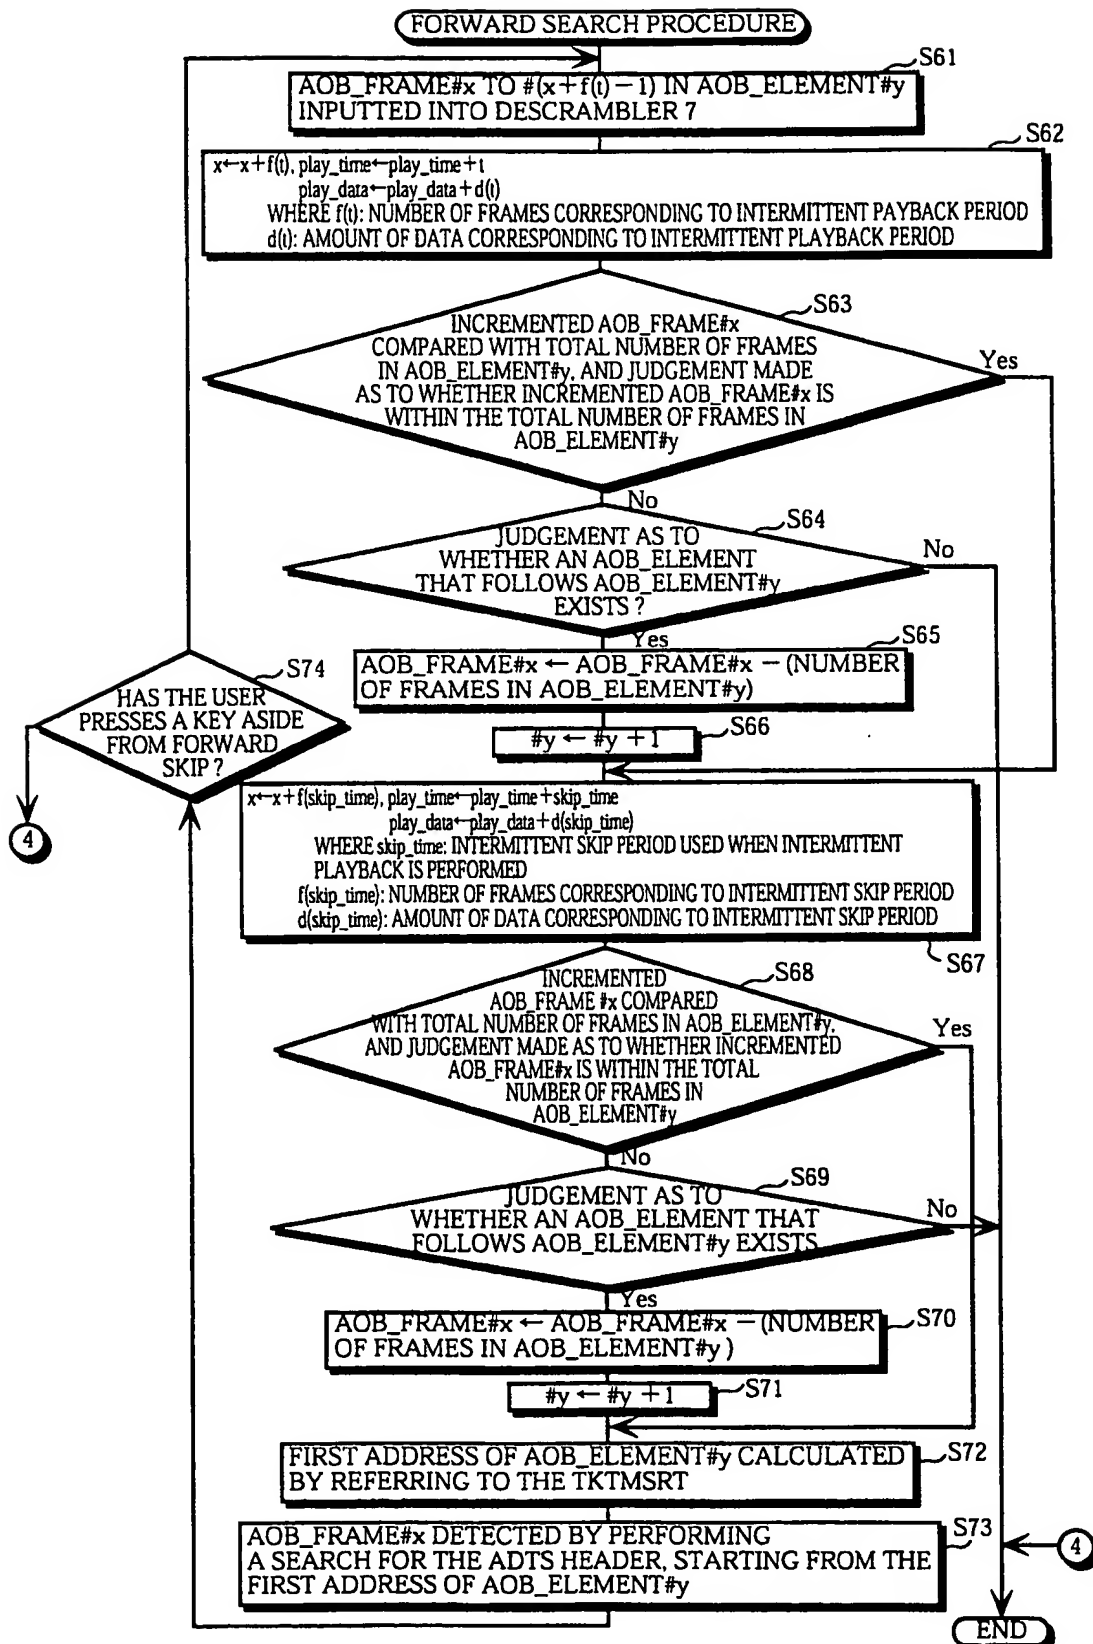 FORWARD SEARCH PROCEDURE
S61
AOB_FRAME#x TO #(x+f(t)−1) IN AOB_ELEMENT#y
INPUTTED INTO DESCRAMBLER 7
S62
x←x+f(t), play_time←play_time+t
play_data←play_data+d(t)
WHERE f(t): NUMBER OF FRAMES CORRESPONDING TO INTERMITTENT PAYBACK PERIOD
d(t): AMOUNT OF DATA CORRESPONDING TO INTERMITTENT PLAYBACK PERIOD
S63
INCREMENTED AOB_FRAME#x
COMPARED WITH TOTAL NUMBER OF FRAMES
IN AOB_ELEMENT#y, AND JUDGEMENT MADE
AS TO WHETHER INCREMENTED AOB_FRAME#x IS
WITHIN THE TOTAL NUMBER OF FRAMES IN
AOB_ELEMENT#y
Yes
No
S64
JUDGEMENT AS TO
WHETHER AN AOB_ELEMENT
THAT FOLLOWS AOB_ELEMENT#y
EXISTS ?
No
Yes
S65
AOB_FRAME#x ← AOB_FRAME#x − (NUMBER
OF FRAMES IN AOB_ELEMENT#y)
S66
#y ← #y + 1
S74
HAS THE USER
PRESSES A KEY ASIDE
FROM FORWARD
SKIP ?
4
x←x+f(skip_time), play_time←play_time+skip_time
play_data←play_data+d(skip_time)
WHERE skip_time: INTERMITTENT SKIP PERIOD USED WHEN INTERMITTENT
PLAYBACK IS PERFORMED
f(skip_time): NUMBER OF FRAMES CORRESPONDING TO INTERMITTENT SKIP PERIOD
d(skip_time): AMOUNT OF DATA CORRESPONDING TO INTERMITTENT SKIP PERIOD
S67
S68
INCREMENTED
AOB_FRAME #x COMPARED
WITH TOTAL NUMBER OF FRAMES IN AOB_ELEMENT#y,
AND JUDGEMENT MADE AS TO WHETHER INCREMENTED
AOB_FRAME#x IS WITHIN THE TOTAL
NUMBER OF FRAMES IN
AOB_ELEMENT#y
Yes
No
S69
JUDGEMENT AS TO
WHETHER AN AOB_ELEMENT THAT
FOLLOWS AOB_ELEMENT#y EXISTS
No
Yes
AOB_FRAME#x ← AOB_FRAME#x − (NUMBER
OF FRAMES IN AOB_ELEMENT#y )
S70
#y ← #y + 1
S71
FIRST ADDRESS OF AOB_ELEMENT#y CALCULATED
BY REFERRING TO THE TKTMSRT
S72
AOB_FRAME#x DETECTED BY PERFORMING
A SEARCH FOR THE ADTS HEADER, STARTING FROM THE
FIRST ADDRESS OF AOB_ELEMENT#y
S73
4
END